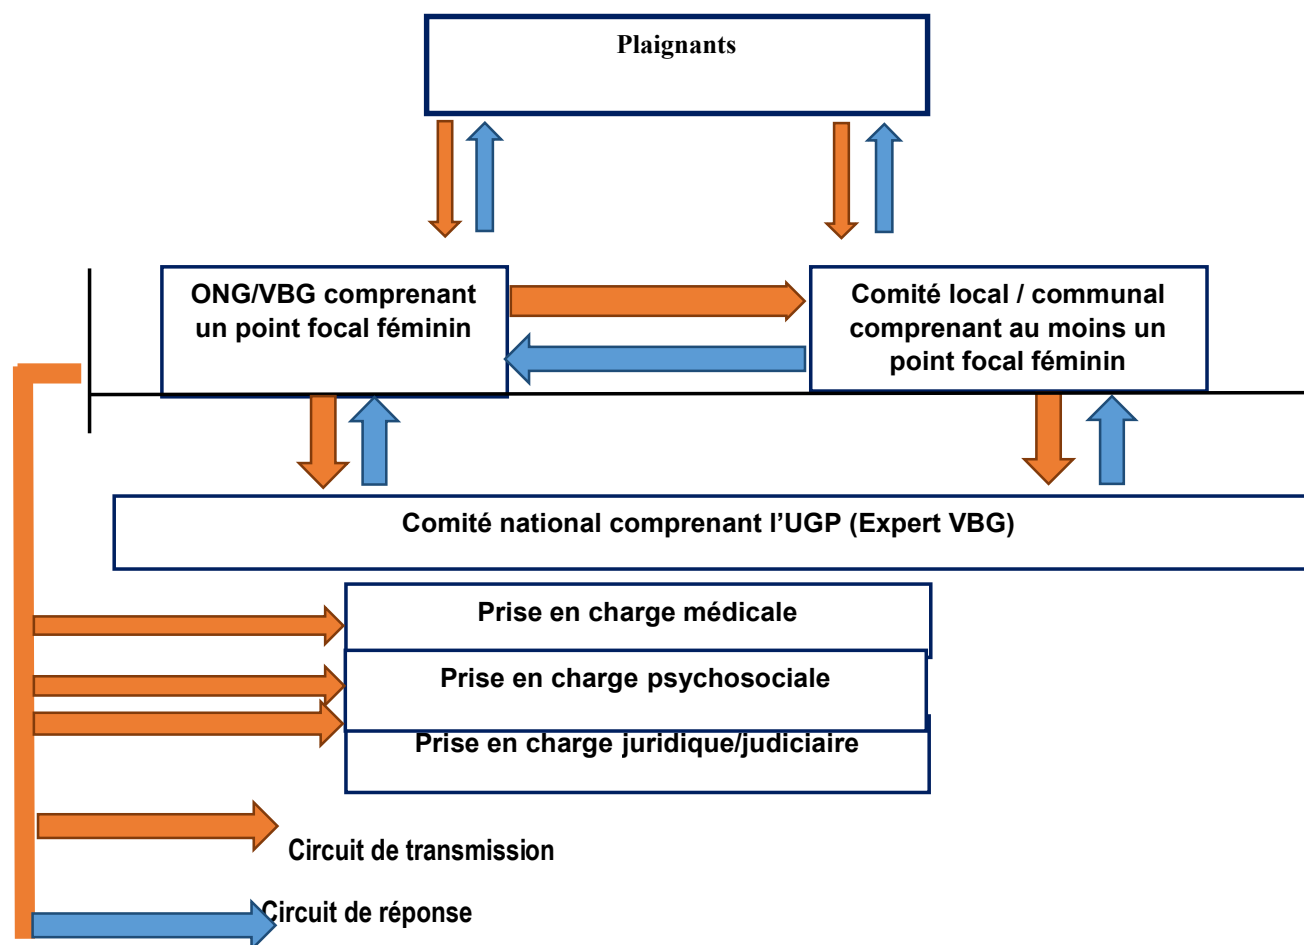 Plaignants
ONG/VBG comprenant
un point focal féminin
Comité local / communal
comprenant au moins un
point focal féminin
Comité national comprenant l’UGP (Expert VBG)
Prise en charge médicale
Prise en charge psychosociale
Prise en charge juridique/judiciaire
Circuit de transmission
Circuit de réponse